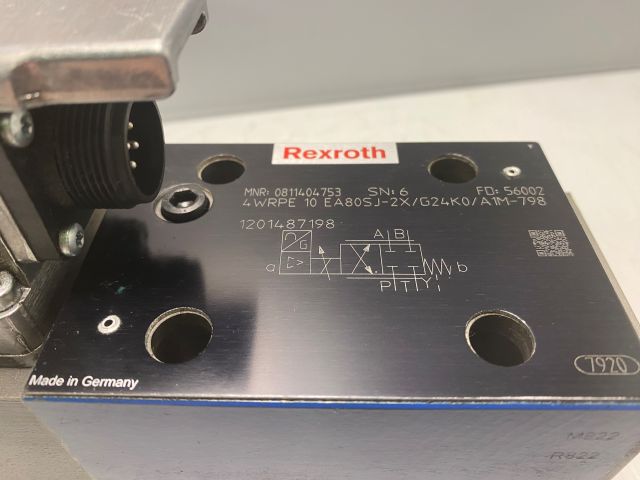 Rexroth
MNR: 0811404753 SN: 6 FD: 56002
4WRPE 10 EA80SJ-2X/G24K0/A1M-798
1201487198
A B
G
a b
P T Y
7920
Made in Germany
M822
R822